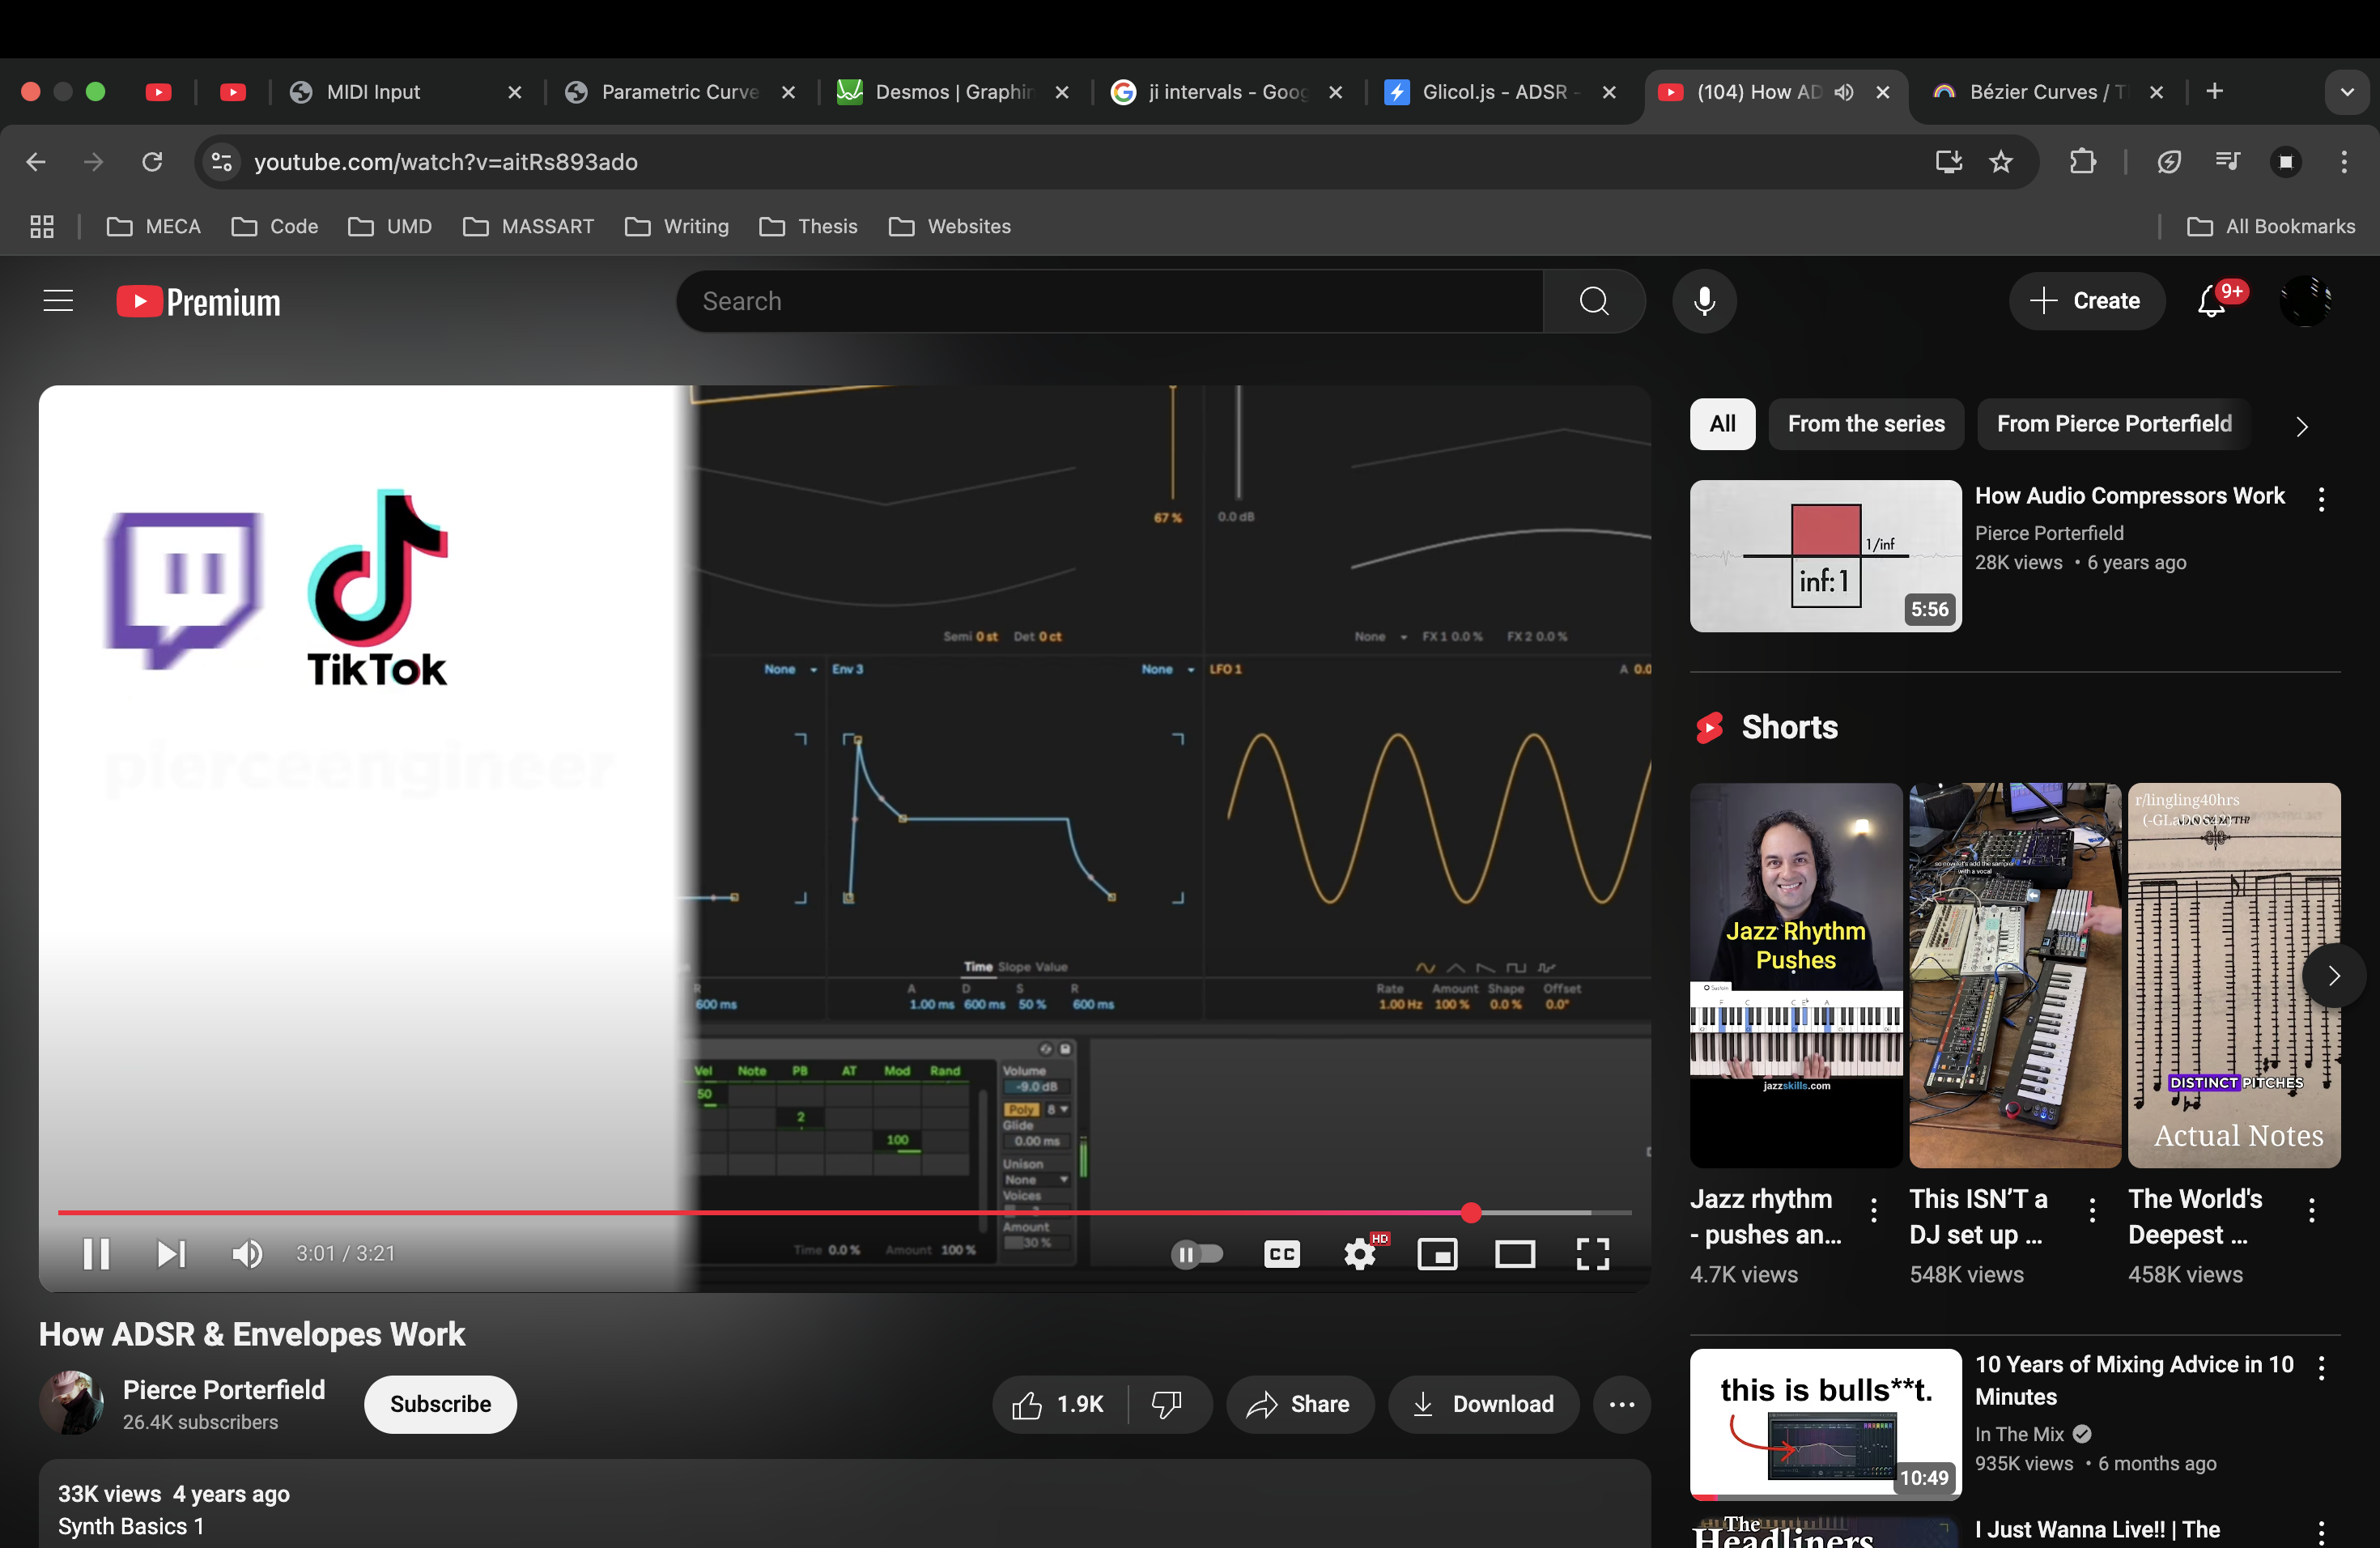 MIDI Input
Parametric Curve
Desmos | Graphin
ji intervals - Goog
Glicol.js - ADSR -
(104) How AD
Bézier Curves / T
youtube.com/watch?v=aitRs893ado
MECA
Code
UMD
MASSART
Writing
Thesis
Websites
All Bookmarks
Premium
Search
Create
9+
TikTok
pierceengineer
67 %
0.0 dB
Semi 0 st Det 0 ct
None FX 1 0.0 % FX 2 0.0 %
None
Env 3
None
LFO 1
A 0.0
Time Slope Value
R
600 ms
A D S R
1.00 ms 600 ms 50 % 600 ms
Rate Amount Shape Offset
1.00 Hz 100 % 0.0 % 0.0°
Vel Note PB AT Mod Rand
50
2
100
Volume
-9.0 dB
Poly 8
Glide
0.00 ms
Unison
None
Voices
Amount
30 %
Time 0.0 % Amount 100 %
3:01 / 3:21
CC
HD
How ADSR & Envelopes Work
Pierce Porterfield
26.4K subscribers
Subscribe
1.9K
Share
Download
33K views 4 years ago
Synth Basics 1
All
From the series
From Pierce Porterfield
1/inf
inf:1
5:56
How Audio Compressors Work
Pierce Porterfield
28K views • 6 years ago
Shorts
Jazz Rhythm
Pushes
jazzskills.com
with a vocal
r/lingling40hrs
DISTINCT PITCHES
Actual Notes
Jazz rhythm
- pushes an...
4.7K views
This ISN'T a
DJ set up ...
548K views
The World's
Deepest ...
458K views
this is bulls**t.
10:49
10 Years of Mixing Advice in 10
Minutes
In The Mix
935K views • 6 months ago
The
Headliners
I Just Wanna Live!! | The